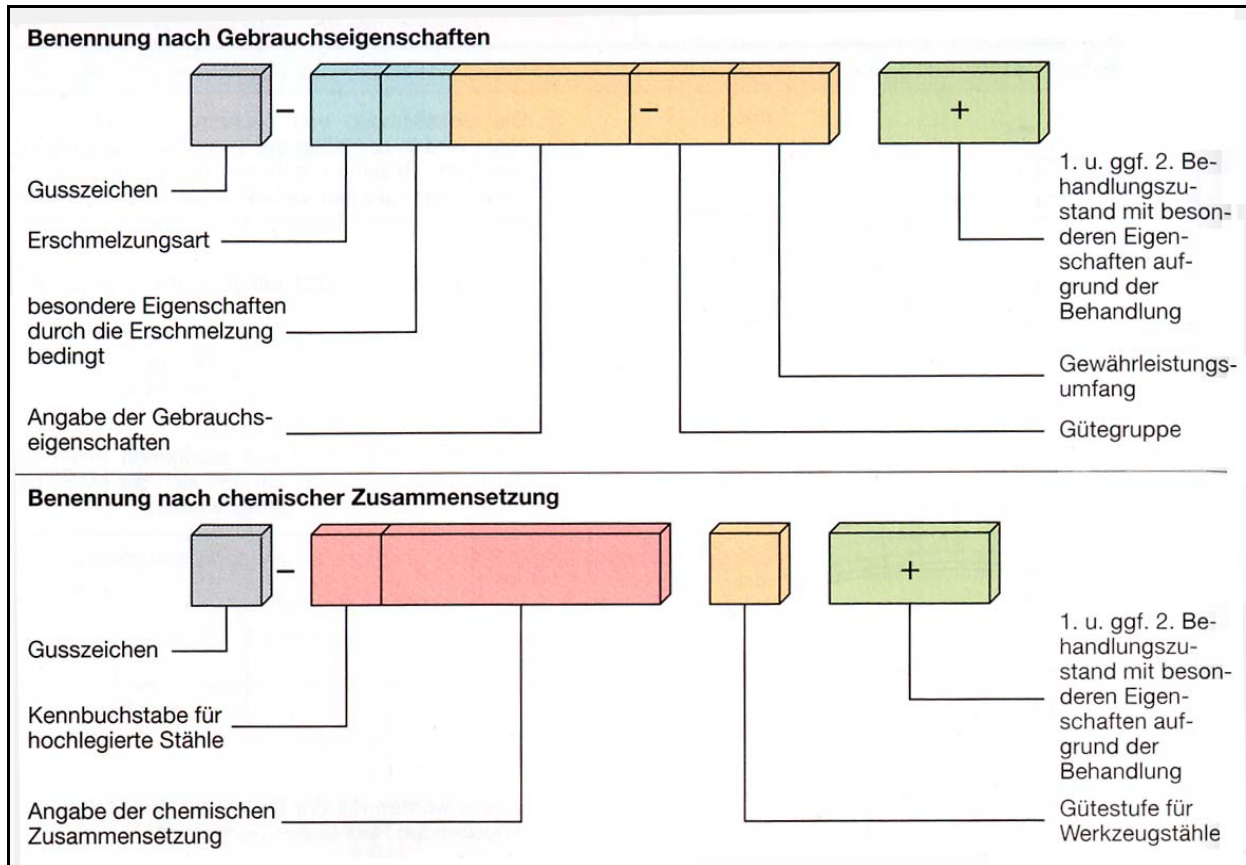 Benennung nach Gebrauchseigenschaften
–
–
+
Gusszeichen
Erschmelzungsart
besondere Eigenschaften
durch die Erschmelzung
bedingt
Angabe der Gebrauchs-
eigenschaften
1. u. ggf. 2. Be-
handlungszu-
stand mit beson-
deren Eigen-
schaften auf-
grund der
Behandlung
Gewährleistungs-
umfang
Gütegruppe
Benennung nach chemischer Zusammensetzung
–
+
Gusszeichen
Kennbuchstabe für
hochlegierte Stähle
Angabe der chemischen
Zusammensetzung
1. u. ggf. 2. Be-
handlungszu-
stand mit beson-
deren Eigen-
schaften auf-
grund der
Behandlung
Gütestufe für
Werkzeugstähle